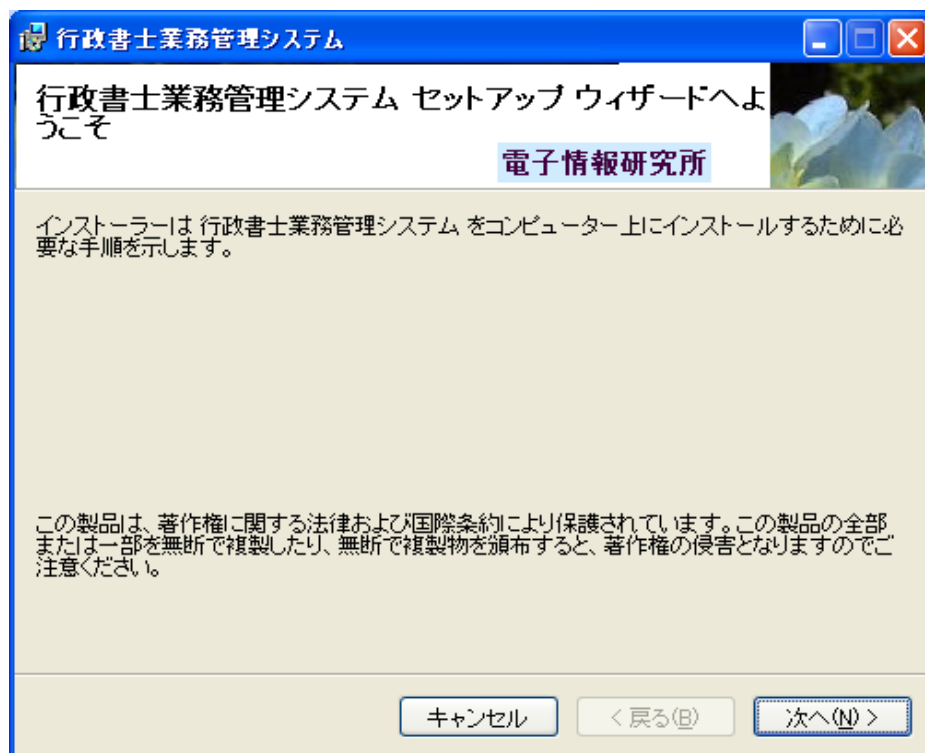 行政書士業務管理システム
行政書士業務管理システム セットアップ ウィザードへよ
うこそ
電子情報研究所
インストーラーは 行政書士業務管理システム をコンピューター上にインストールするために必
要な手順を示します。
この製品は、著作権に関する法律および国際条約により保護されています。この製品の全部
または一部を無断で複製したり、無断で複製物を頒布すると、著作権の侵害となりますのでご
注意ください。
キャンセル
< 戻る(B)
次へ(N) >